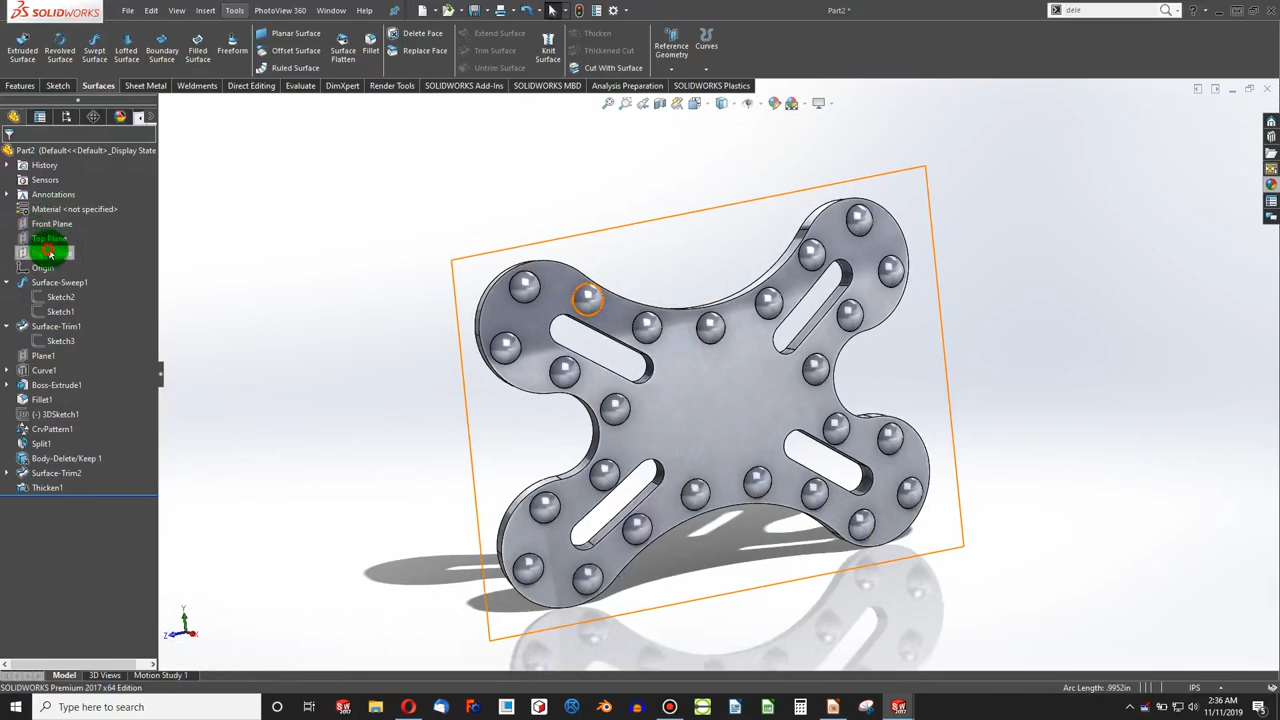 SOLIDWORKS File Edit View Insert Tools PhotoView 360 Window Help Part2 * dele
Extruded Surface Revolved Surface Swept Surface Lofted Surface Boundary Surface Filled Surface Freeform Planar Surface Offset Surface Ruled Surface Surface Flatten Fillet Delete Face Replace Face Extend Surface Trim Surface Untrim Surface Knit Surface Thicken Thickened Cut Cut With Surface Reference Geometry Curves
Features Sketch Surfaces Sheet Metal Weldments Direct Editing Evaluate DimXpert Render Tools SOLIDWORKS Add-Ins SOLIDWORKS MBD Analysis Preparation SOLIDWORKS Plastics
Part2 (Default<<Default>_Display State
History
Sensors
Annotations
Material <not specified>
Front Plane
Top Plane
Origin
Surface-Sweep1
Sketch2
Sketch1
Surface-Trim1
Sketch3
Plane1
Curve1
Boss-Extrude1
Fillet1
(-) 3DSketch1
CrvPattern1
Split1
Body-Delete/Keep 1
Surface-Trim2
Thicken1
Y
Z X
Model 3D Views Motion Study 1
SOLIDWORKS Premium 2017 x64 Edition Arc Length: .9952in IPS
Type here to search 2:36 AM
11/11/2019